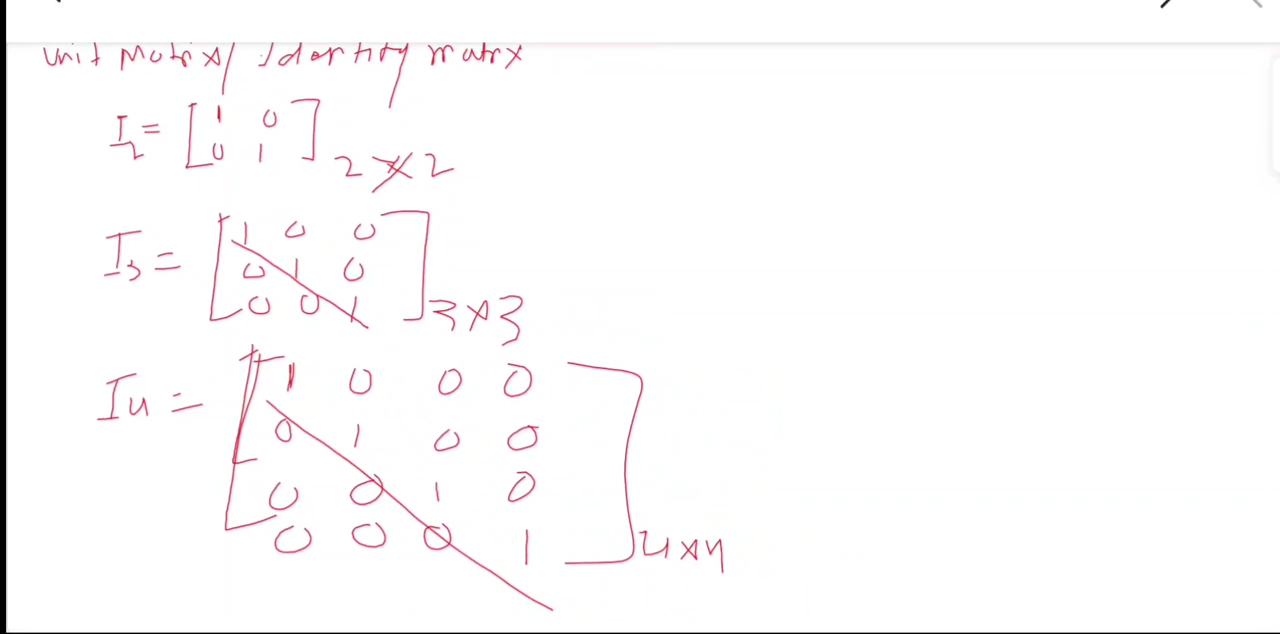 Unit Matrix / Identity matrx
I2 = [ 1 0
0 1 ] 2×2
I3 = [ 1 0 0
0 1 0
0 0 1 ] 3×3
I4 = [ 1 0 0 0
0 1 0 0
0 0 1 0
0 0 0 1 ] 4×4